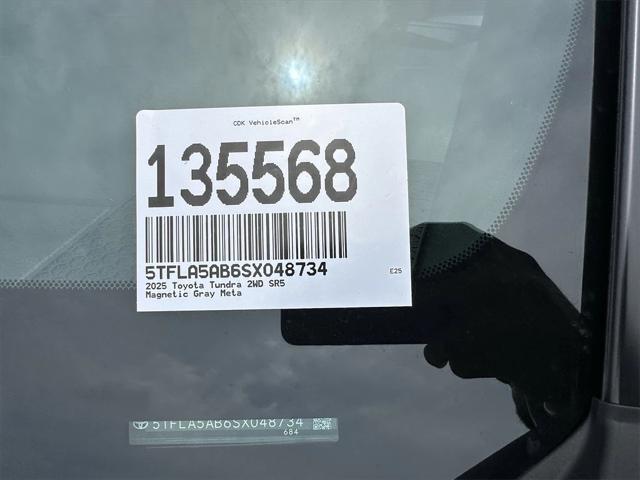 CDK VehicleScan™
135568
5TFLA5AB6SX048734
E25
2025 Toyota Tundra 2WD SR5
Magnetic Gray Meta
5TFLA5AB6SX048734
684